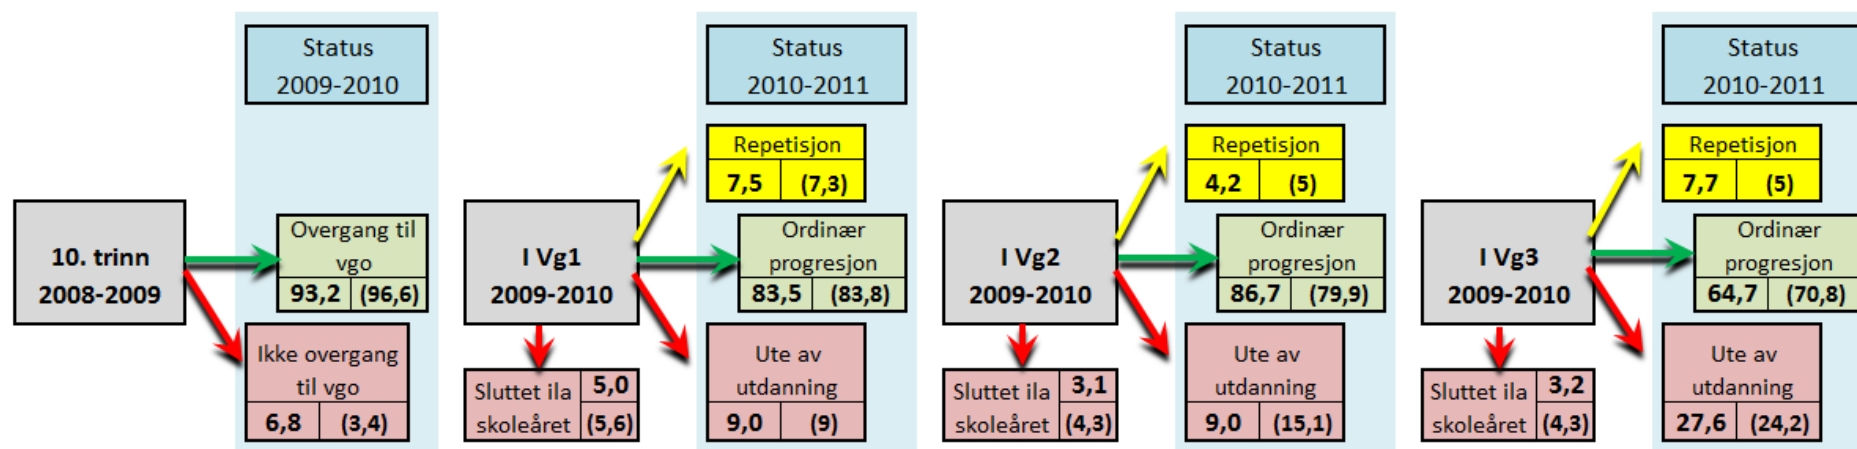 Status
2009-2010
10. trinn
2008-2009
Overgang til
vgo
93,2 (96,6)
Ikke overgang
til vgo
6,8 (3,4)
Status
2010-2011
Repetisjon
7,5 (7,3)
I Vg1
2009-2010
Ordinær
progresjon
83,5 (83,8)
Sluttet ila 5,0
skoleåret (5,6)
Ute av
utdanning
9,0 (9)
Status
2010-2011
Repetisjon
4,2 (5)
I Vg2
2009-2010
Ordinær
progresjon
86,7 (79,9)
Sluttet ila 3,1
skoleåret (4,3)
Ute av
utdanning
9,0 (15,1)
Status
2010-2011
Repetisjon
7,7 (5)
I Vg3
2009-2010
Ordinær
progresjon
64,7 (70,8)
Sluttet ila 3,2
skoleåret (4,3)
Ute av
utdanning
27,6 (24,2)